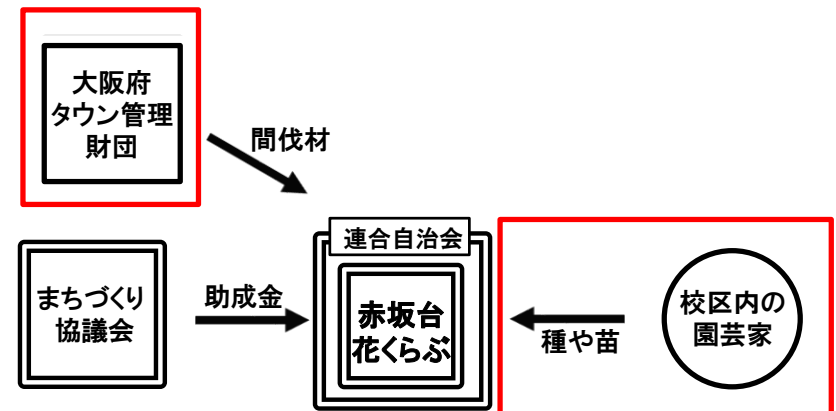 大阪府
タウン管理
財団
間伐材
連合自治会
まちづくり
協議会
助成金
赤坂台
花くらぶ
種や苗
校区内の
園芸家